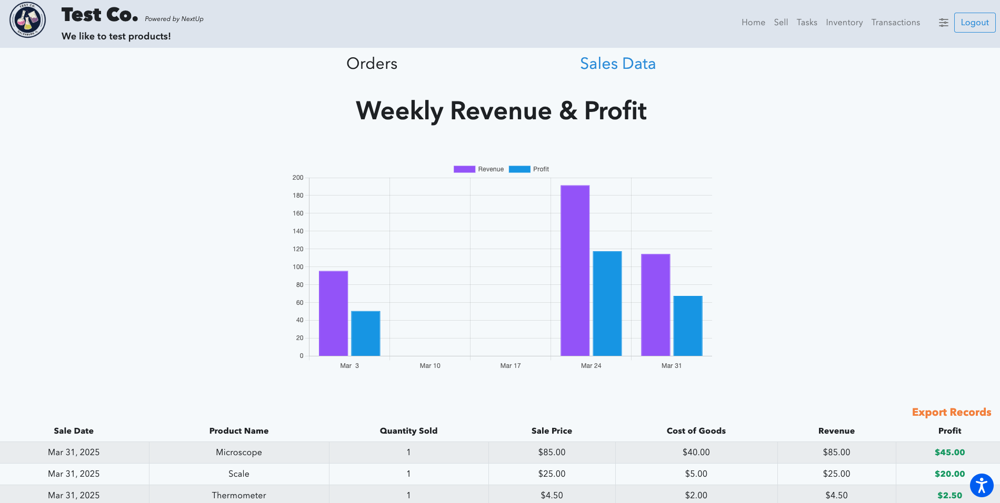 TEST CO
GALESBURG IL
Test Co. Powered by NextUp
We like to test products!
Home Sell Tasks Inventory Transactions Logout
Orders Sales Data
Weekly Revenue & Profit
Revenue Profit
200
180
160
140
120
100
80
60
40
20
0
Mar 3 Mar 10 Mar 17 Mar 24 Mar 31
Export Records
Sale Date Product Name Quantity Sold Sale Price Cost of Goods Revenue Profit
Mar 31, 2025 Microscope 1 $85.00 $40.00 $85.00 $45.00
Mar 31, 2025 Scale 1 $25.00 $5.00 $25.00 $20.00
Mar 31, 2025 Thermometer 1 $4.50 $2.00 $4.50 $2.50